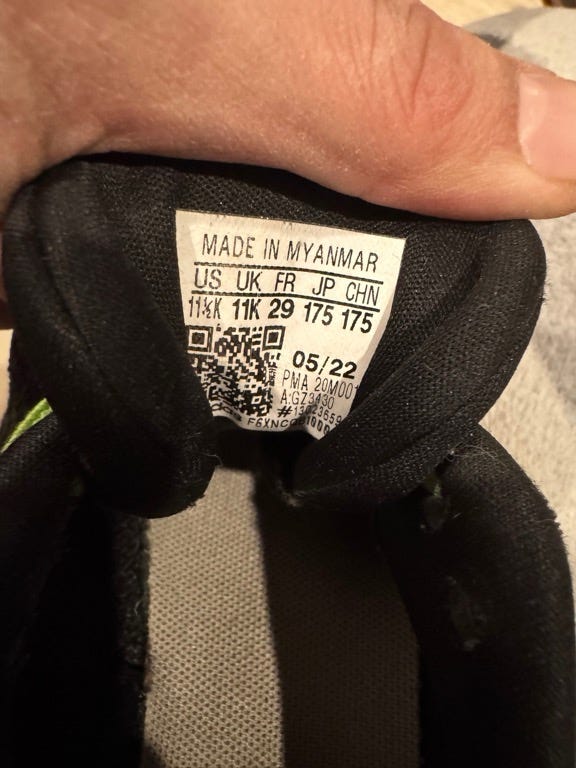 MADE IN MYANMAR
US UK FR JP CHN
11½K 11K 29 175 175
05/22
PMA 20M001
A:GZ3430